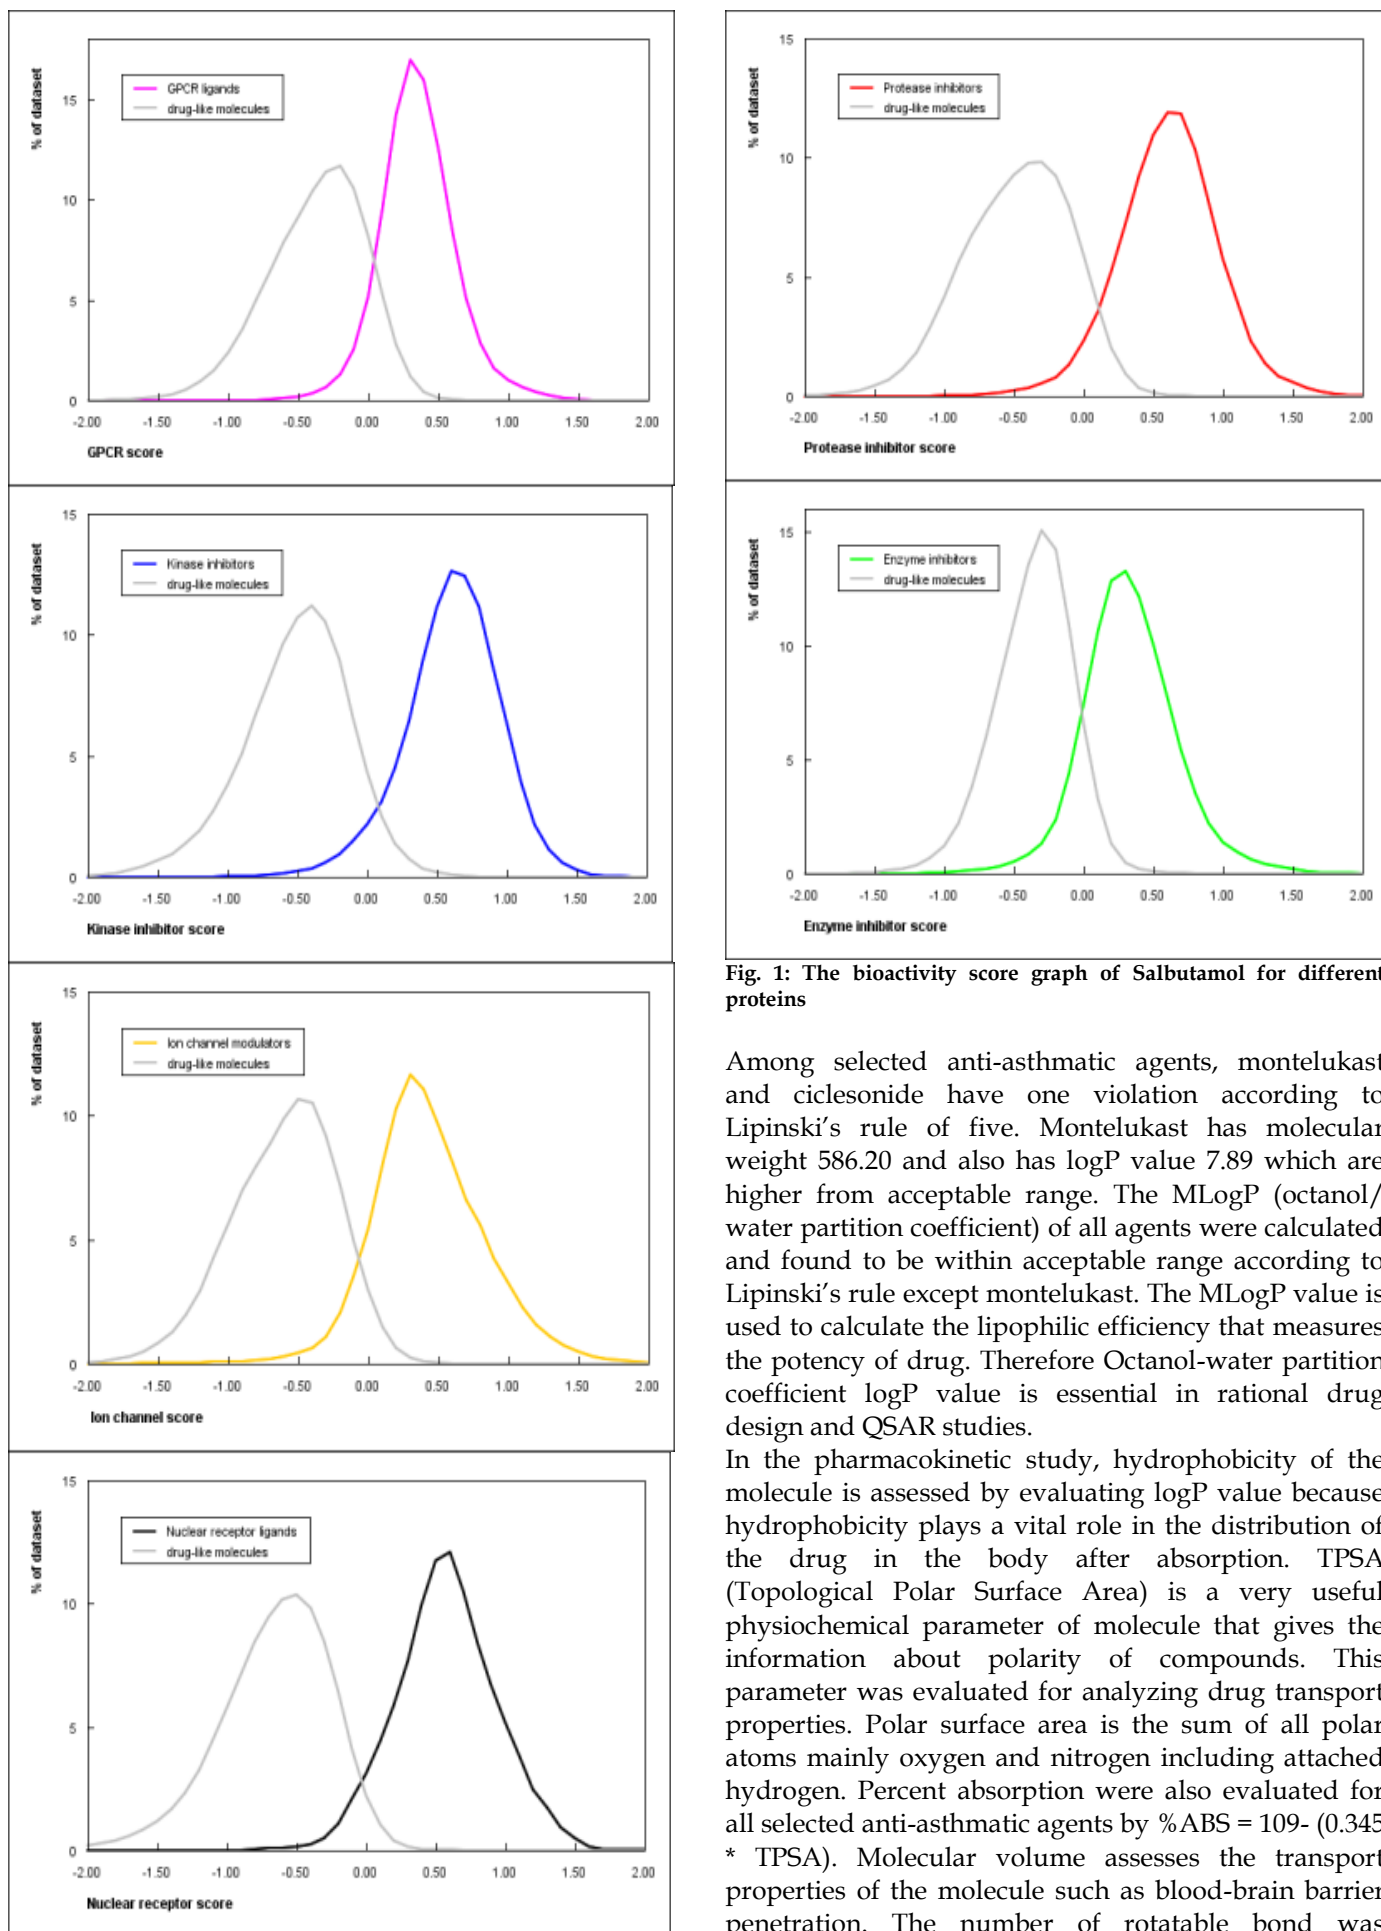 % of dataset
GPCR ligands
drug-like molecules
15
10
5
0
-2.00 -1.50 -1.00 -0.50 0.00 0.50 1.00 1.50 2.00
GPCR score
15
% of dataset
Kinase inhibitors
drug-like molecules
10
5
0
-2.00 -1.50 -1.00 -0.50 0.00 0.50 1.00 1.50 2.00
Kinase inhibitor score
15
% of dataset
Ion channel modulators
drug-like molecules
10
5
0
-2.00 -1.50 -1.00 -0.50 0.00 0.50 1.00 1.50 2.00
Ion channel score
15
% of dataset
Nuclear receptor ligands
drug-like molecules
10
5
0
-2.00 -1.50 -1.00 -0.50 0.00 0.50 1.00 1.50 2.00
Nuclear receptor score
15
% of dataset
Protease inhibitors
drug-like molecules
10
5
0
-2.00 -1.50 -1.00 -0.50 0.00 0.50 1.00 1.50 2.00
Protease inhibitor score
15
% of dataset
Enzyme inhibitors
drug-like molecules
10
5
0
-2.00 -1.50 -1.00 -0.50 0.00 0.50 1.00 1.50 2.00
Enzyme inhibitor score
Fig. 1: The bioactivity score graph of Salbutamol for different
proteins
Among selected anti-asthmatic agents, montelukast
and ciclesonide have one violation according to
Lipinski's rule of five. Montelukast has molecular
weight 586.20 and also has logP value 7.89 which are
higher from acceptable range. The MLogP (octanol/
water partition coefficient) of all agents were calculated
and found to be within acceptable range according to
Lipinski's rule except montelukast. The MLogP value is
used to calculate the lipophilic efficiency that measures
the potency of drug. Therefore Octanol-water partition
coefficient logP value is essential in rational drug
design and QSAR studies.
In the pharmacokinetic study, hydrophobicity of the
molecule is assessed by evaluating logP value because
hydrophobicity plays a vital role in the distribution of
the drug in the body after absorption. TPSA
(Topological Polar Surface Area) is a very useful
physiochemical parameter of molecule that gives the
information about polarity of compounds. This
parameter was evaluated for analyzing drug transport
properties. Polar surface area is the sum of all polar
atoms mainly oxygen and nitrogen including attached
hydrogen. Percent absorption were also evaluated for
all selected anti-asthmatic agents by %ABS = 109- (0.345
* TPSA). Molecular volume assesses the transport
properties of the molecule such as blood-brain barrier
penetration. The number of rotatable bond was